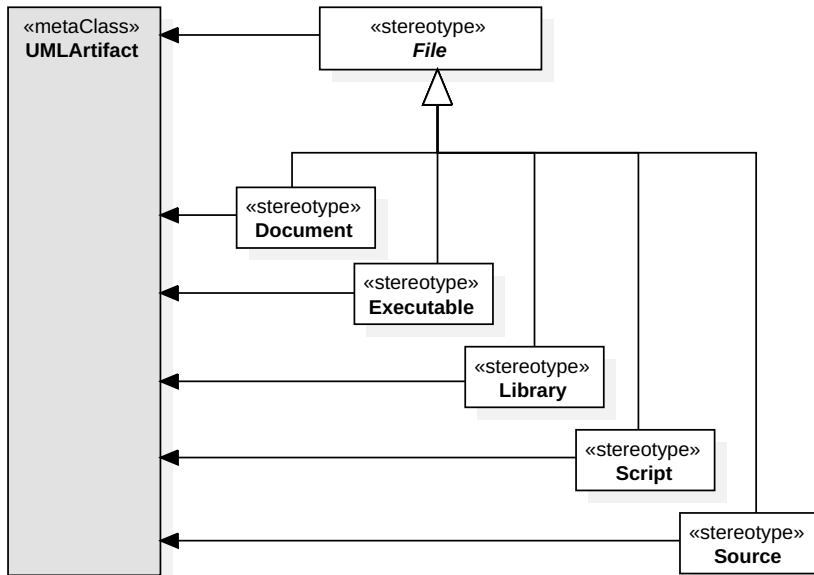 «metaClass»
UMLArtifact
«stereotype»
File
«stereotype»
Document
«stereotype»
Executable
«stereotype»
Library
«stereotype»
Script
«stereotype»
Source